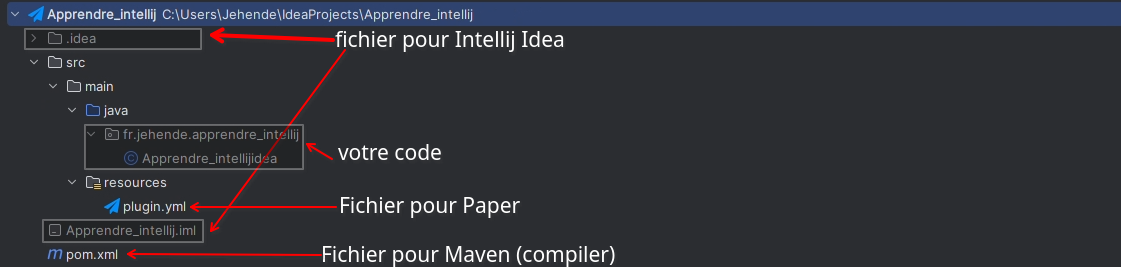 Apprendre_intellij C:\Users\Jehende\IdeaProjects\Apprendre_intellij
.idea
fichier pour Intellij Idea
src
main
java
fr.jehende.apprendre_intellij
Apprendre_intellijidea
votre code
resources
plugin.yml
Fichier pour Paper
Apprendre_intellij.iml
m pom.xml
Fichier pour Maven (compiler)